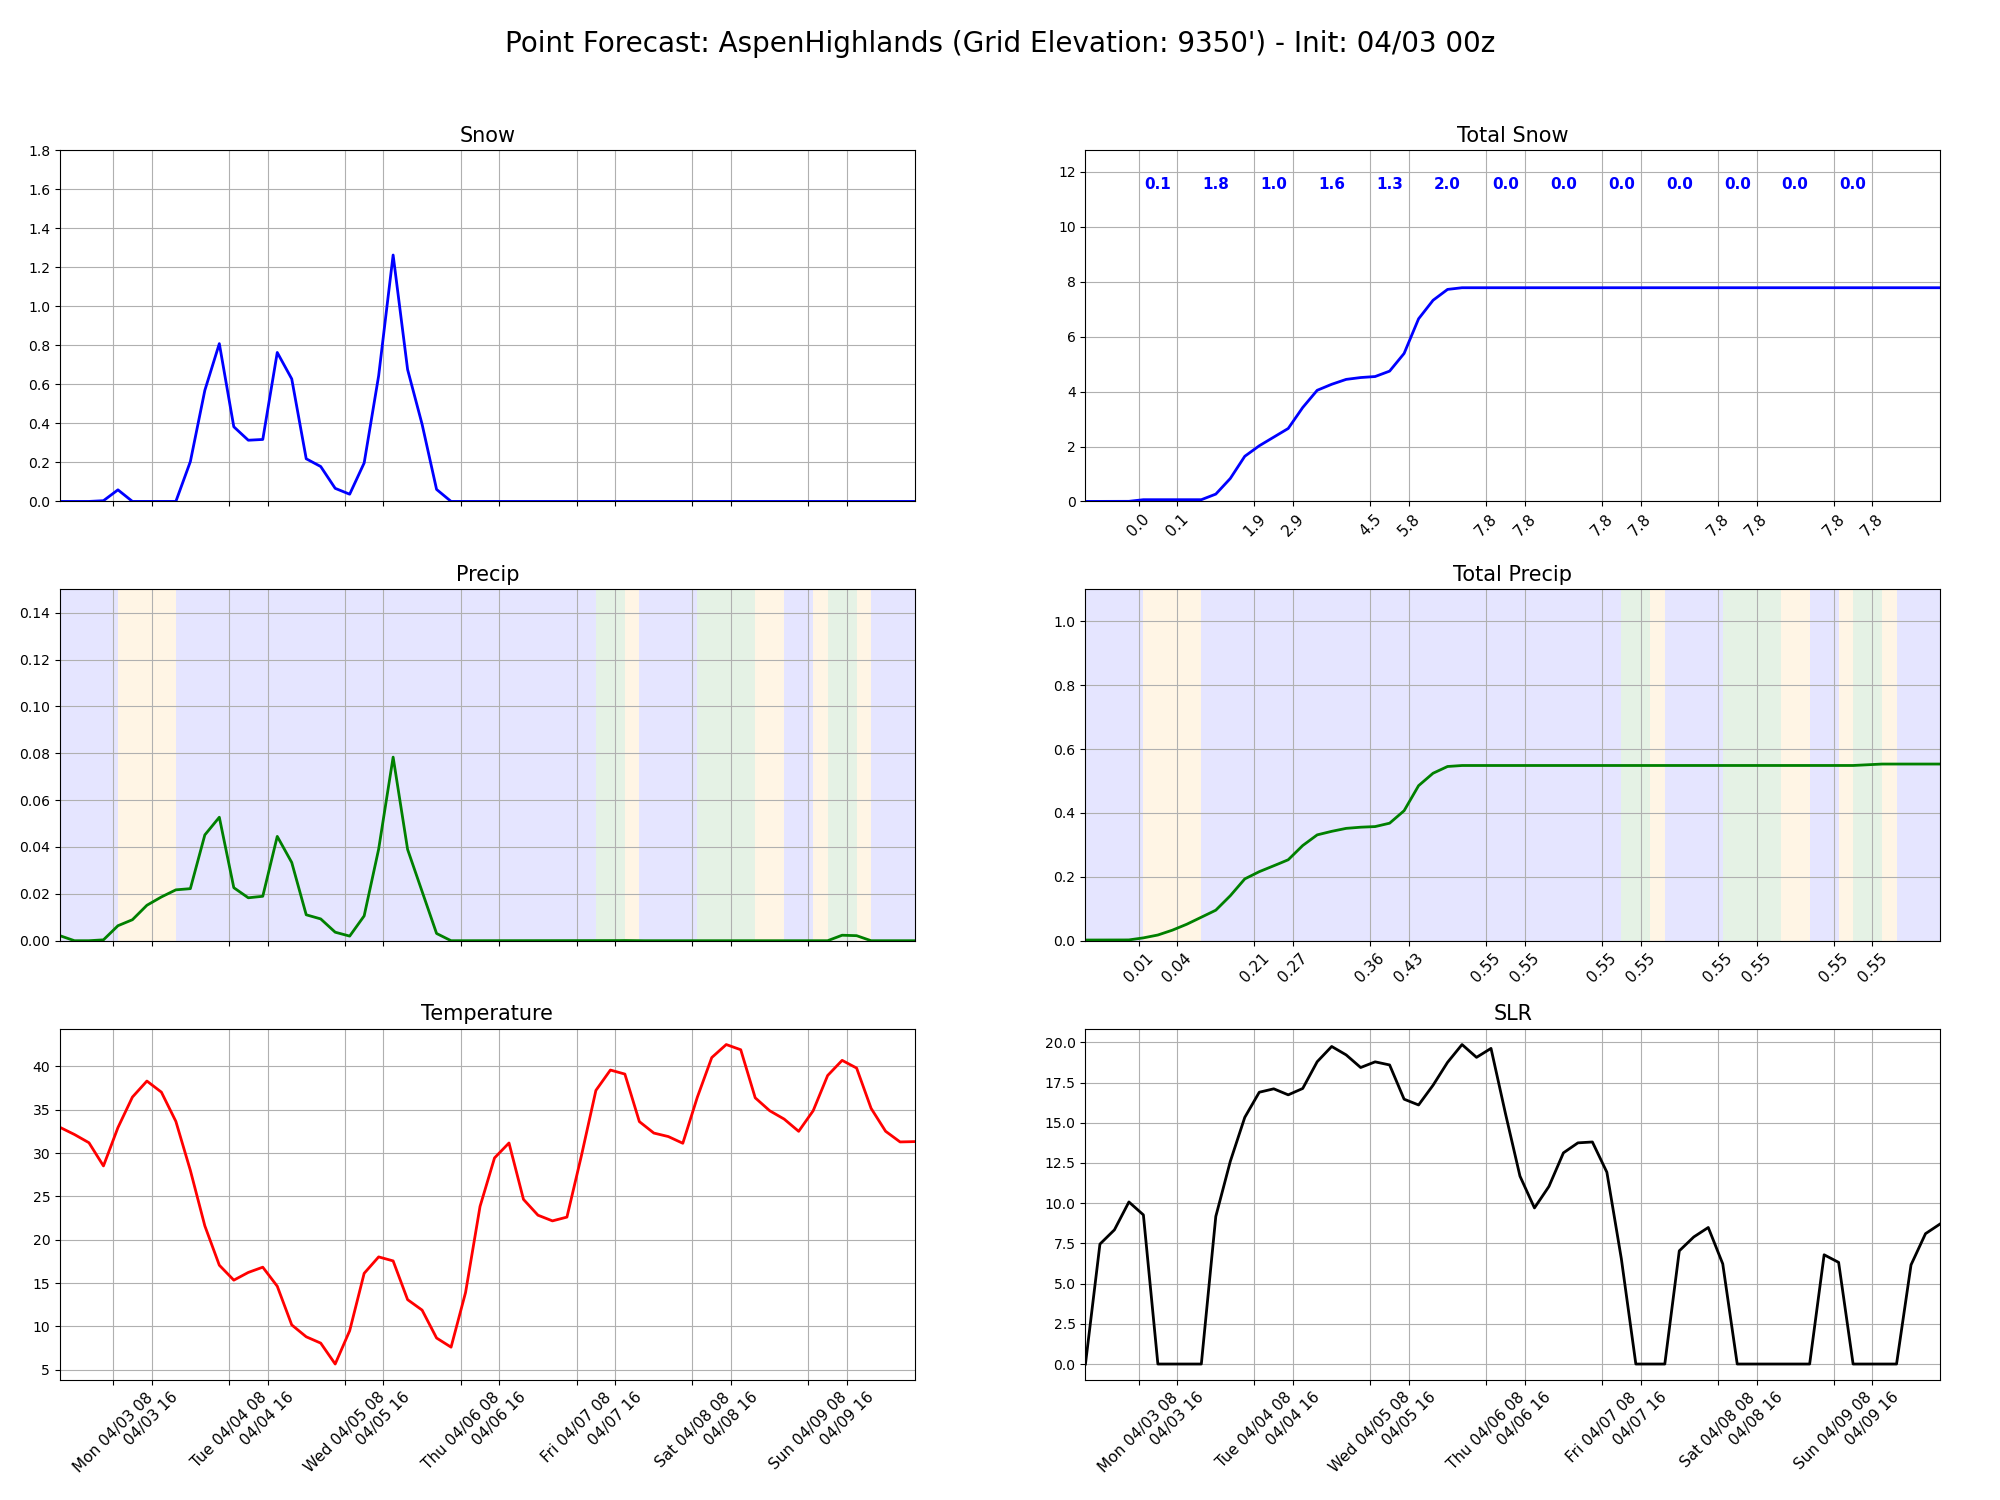 Point Forecast: AspenHighlands (Grid Elevation: 9350') - Init: 04/03 00z
Snow
1.8
1.6
1.4
1.2
1.0
0.8
0.6
0.4
0.2
0.0
Total Snow
12
10
8
6
4
2
0
0.1 1.8 1.0 1.6 1.3 2.0 0.0 0.0 0.0 0.0 0.0 0.0 0.0
0.0 0.1 1.9 2.9 4.5 5.8 7.8 7.8 7.8 7.8 7.8 7.8 7.8 7.8
Precip
0.14
0.12
0.10
0.08
0.06
0.04
0.02
0.00
Total Precip
1.0
0.8
0.6
0.4
0.2
0.0
0.01 0.04 0.21 0.27 0.36 0.43 0.55 0.55 0.55 0.55 0.55 0.55 0.55 0.55
Temperature
40
35
30
25
20
15
10
5
Mon 04/03 08
04/03 16
Tue 04/04 08
04/04 16
Wed 04/05 08
04/05 16
Thu 04/06 08
04/06 16
Fri 04/07 08
04/07 16
Sat 04/08 08
04/08 16
Sun 04/09 08
04/09 16
SLR
20.0
17.5
15.0
12.5
10.0
7.5
5.0
2.5
0.0
Mon 04/03 08
04/03 16
Tue 04/04 08
04/04 16
Wed 04/05 08
04/05 16
Thu 04/06 08
04/06 16
Fri 04/07 08
04/07 16
Sat 04/08 08
04/08 16
Sun 04/09 08
04/09 16